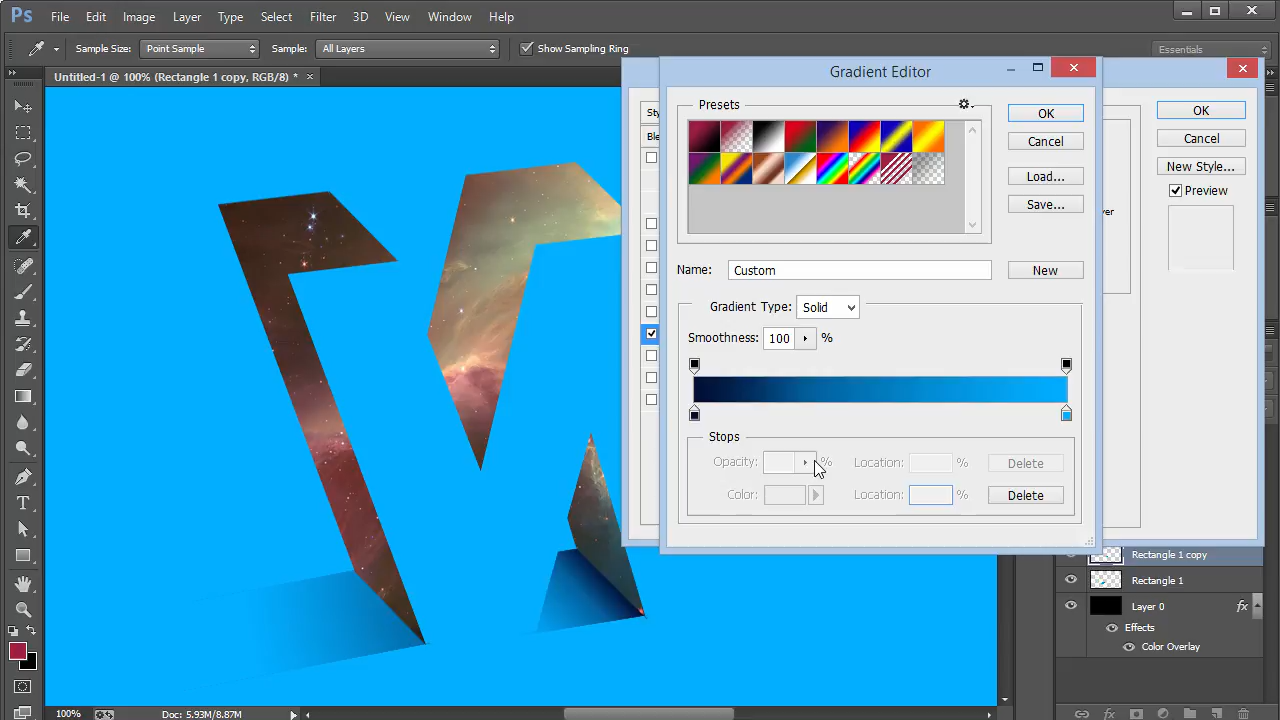 Ps File Edit Image Layer Type Select Filter 3D View Window Help
Sample Size: Point Sample Sample: All Layers Show Sampling Ring Essentials
Untitled-1 @ 100% (Rectangle 1 copy, RGB/8) * ×
Gradient Editor
Presets
OK
Cancel
Load...
Save...
Name: Custom
New
Gradient Type: Solid
Smoothness: 100 %
Stops
Opacity: % Location: % Delete
Color: Location: % Delete
OK
Cancel
New Style...
Preview
Rectangle 1 copy
Rectangle 1
Layer 0 fx
Effects
Color Overlay
100% Doc: 5.93M/8.87M
fx